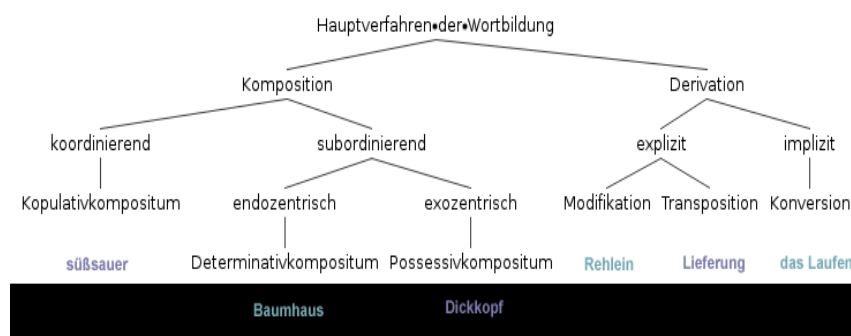 Hauptverfahren•der•Wortbildung
Komposition Derivation
koordinierend subordinierend explizit implizit
Kopulativkompositum endozentrisch exozentrisch Modifikation Transposition Konversion
süßsauer Determinativkompositum Possessivkompositum Rehlein Lieferung das Laufen
Baumhaus Dickkopf